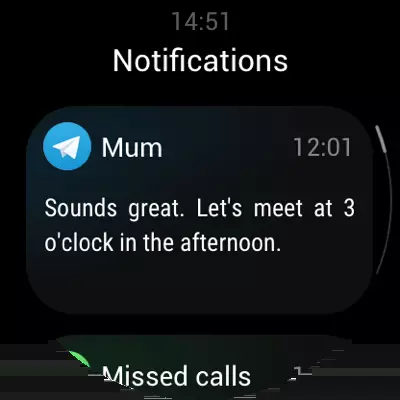 14:51
Notifications
Mum 12:01
Sounds great. Let's meet at 3
o'clock in the afternoon.
Missed calls